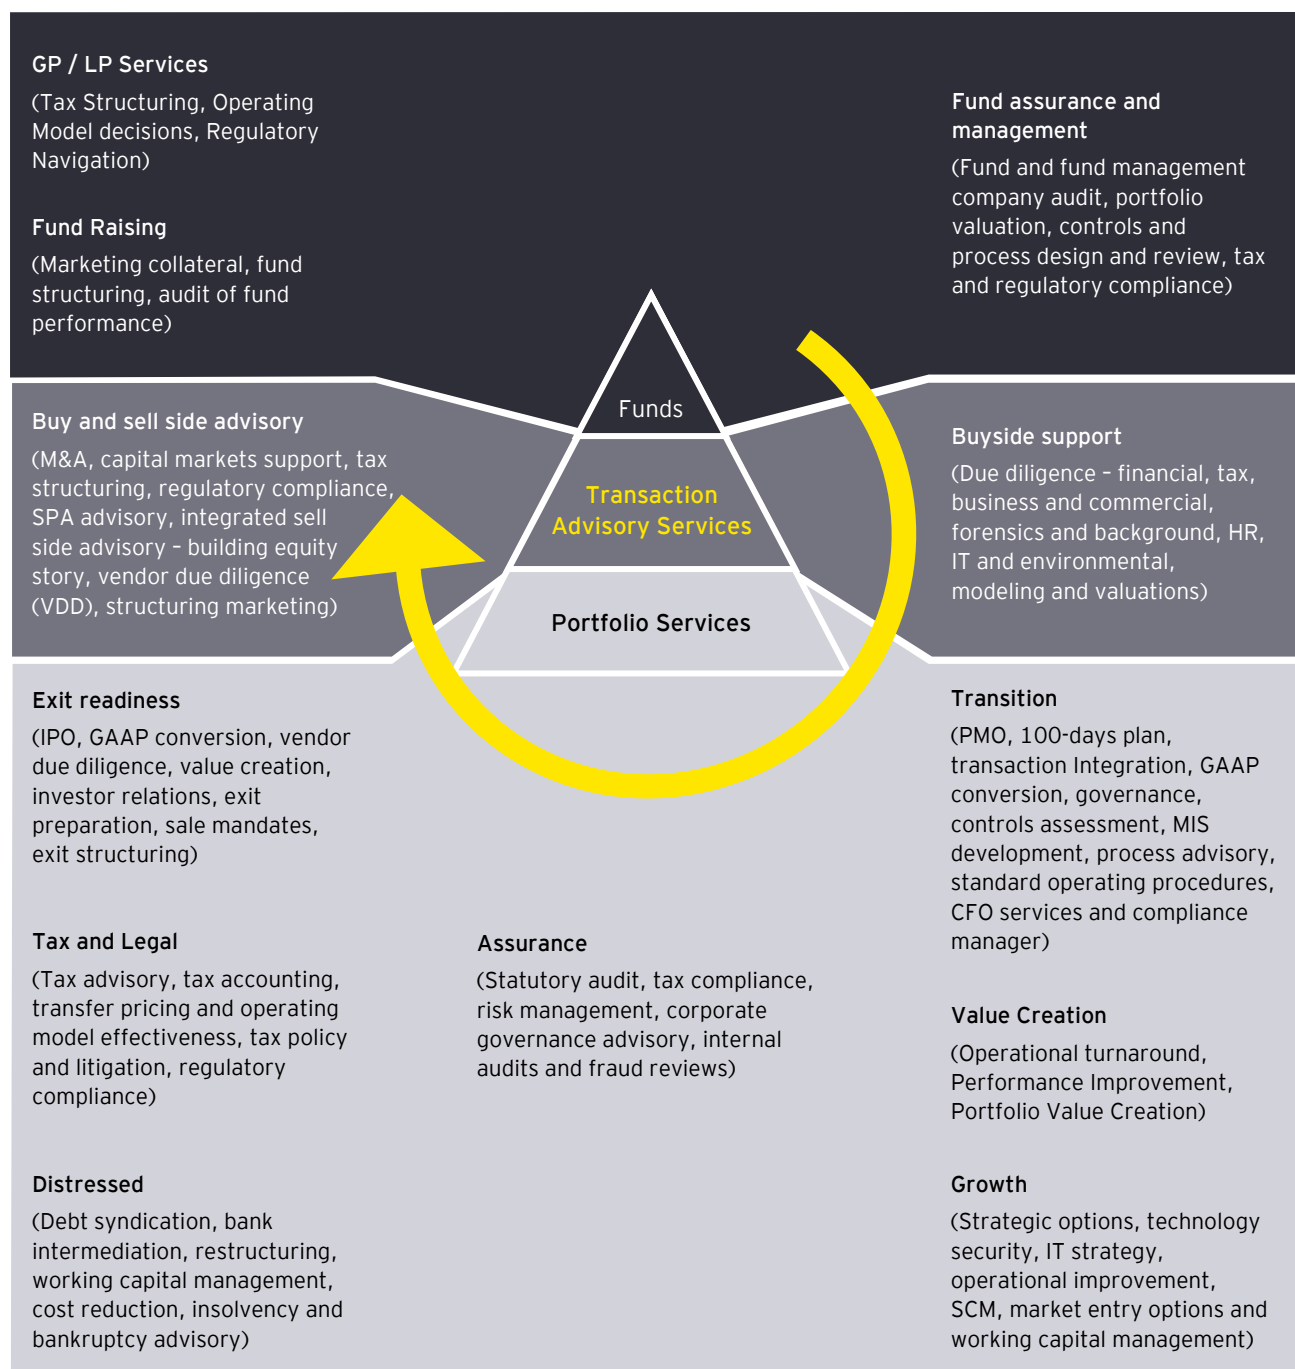 GP / LP Services
(Tax Structuring, Operating
Model decisions, Regulatory
Navigation)
Fund Raising
(Marketing collateral, fund
structuring, audit of fund
performance)
Fund assurance and
management
(Fund and fund management
company audit, portfolio
valuation, controls and
process design and review, tax
and regulatory compliance)
Funds
Buy and sell side advisory
(M&A, capital markets support, tax
structuring, regulatory compliance,
SPA advisory, integrated sell
side advisory – building equity
story, vendor due diligence
(VDD), structuring marketing)
Transaction
Advisory Services
Buyside support
(Due diligence – financial, tax,
business and commercial,
forensics and background, HR,
IT and environmental,
modeling and valuations)
Portfolio Services
Exit readiness
(IPO, GAAP conversion, vendor
due diligence, value creation,
investor relations, exit
preparation, sale mandates,
exit structuring)
Transition
(PMO, 100-days plan,
transaction Integration, GAAP
conversion, governance,
controls assessment, MIS
development, process advisory,
standard operating procedures,
CFO services and compliance
manager)
Tax and Legal
(Tax advisory, tax accounting,
transfer pricing and operating
model effectiveness, tax policy
and litigation, regulatory
compliance)
Assurance
(Statutory audit, tax compliance,
risk management, corporate
governance advisory, internal
audits and fraud reviews)
Value Creation
(Operational turnaround,
Performance Improvement,
Portfolio Value Creation)
Distressed
(Debt syndication, bank
intermediation, restructuring,
working capital management,
cost reduction, insolvency and
bankruptcy advisory)
Growth
(Strategic options, technology
security, IT strategy,
operational improvement,
SCM, market entry options and
working capital management)